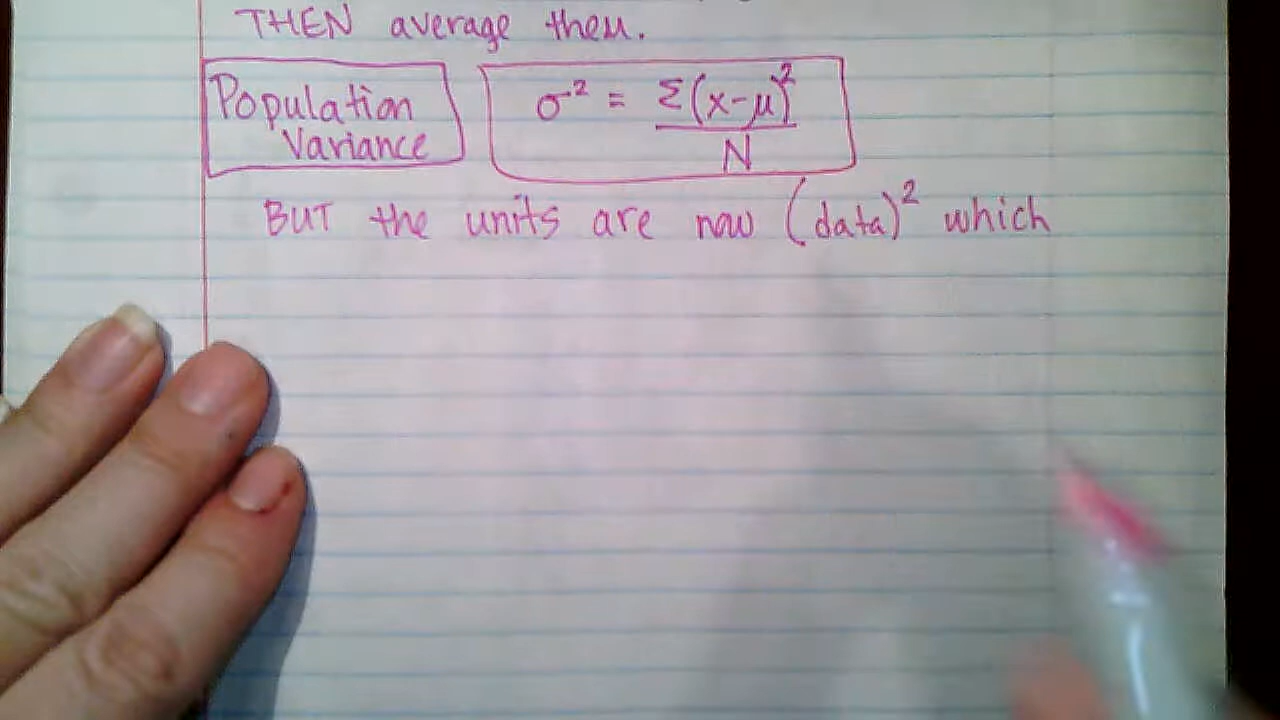 THEN average them.
Population Variance
σ² = Σ(x-μ)² / N
BUT the units are now (data)² which